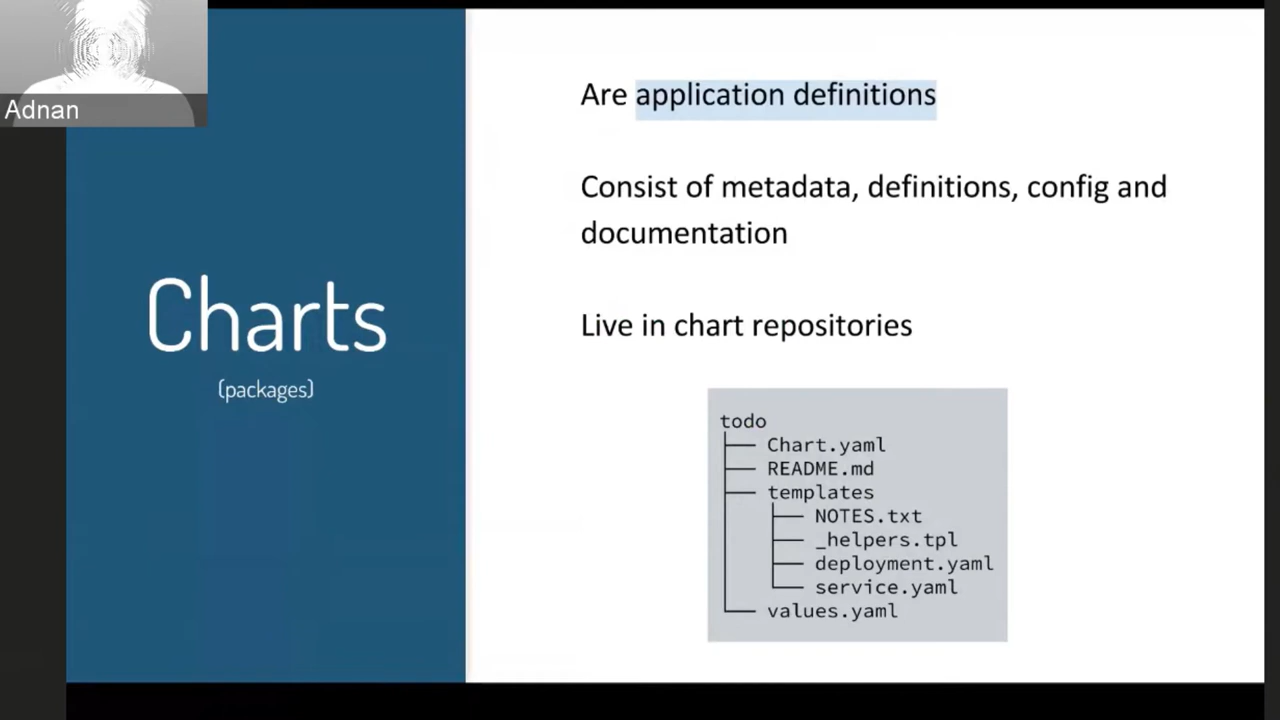 Adnan
Charts
(packages)
Are application definitions
Consist of metadata, definitions, config and
documentation
Live in chart repositories
todo
Chart.yaml
README.md
templates
NOTES.txt
_helpers.tpl
deployment.yaml
service.yaml
values.yaml